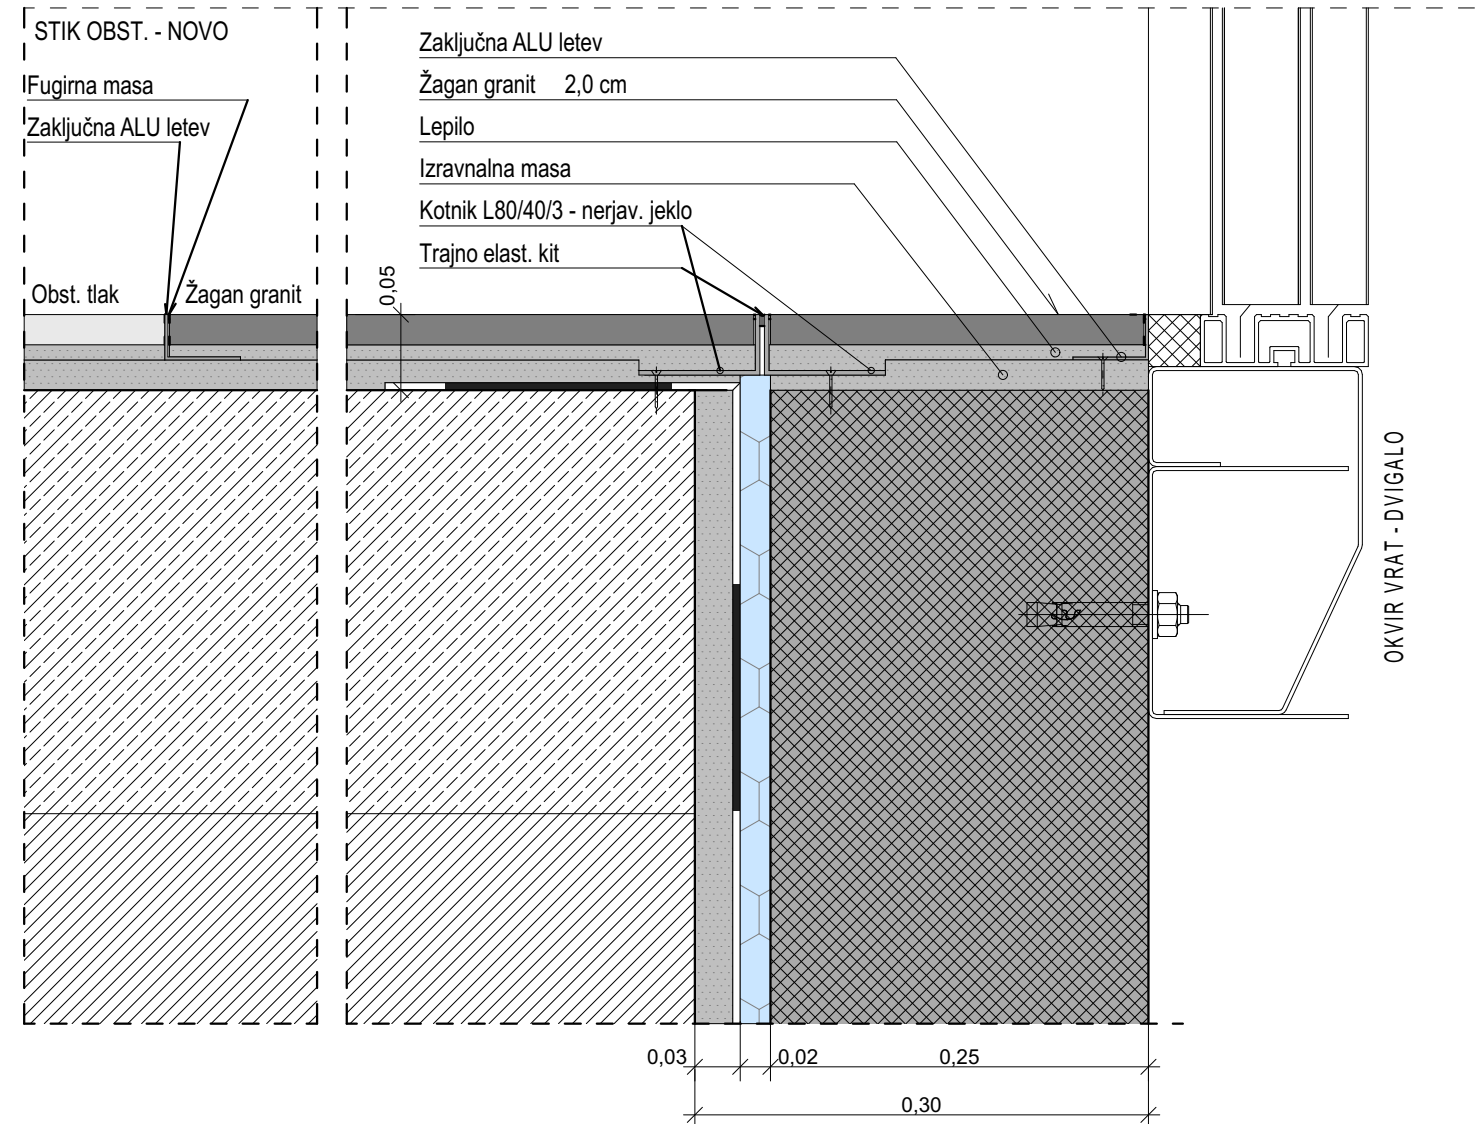 STIK OBST. - NOVO
Fugirna masa
Zaključna ALU letev
Obst. tlak
Žagan granit
Zaključna ALU letev
Žagan granit 2,0 cm
Lepilo
Izravnalna masa
Kotnik L80/40/3 - nerjav. jeklo
Trajno elast. kit
0,05
OKVIR VRAT - DVIGALO
0,03
0,02
0,25
0,30